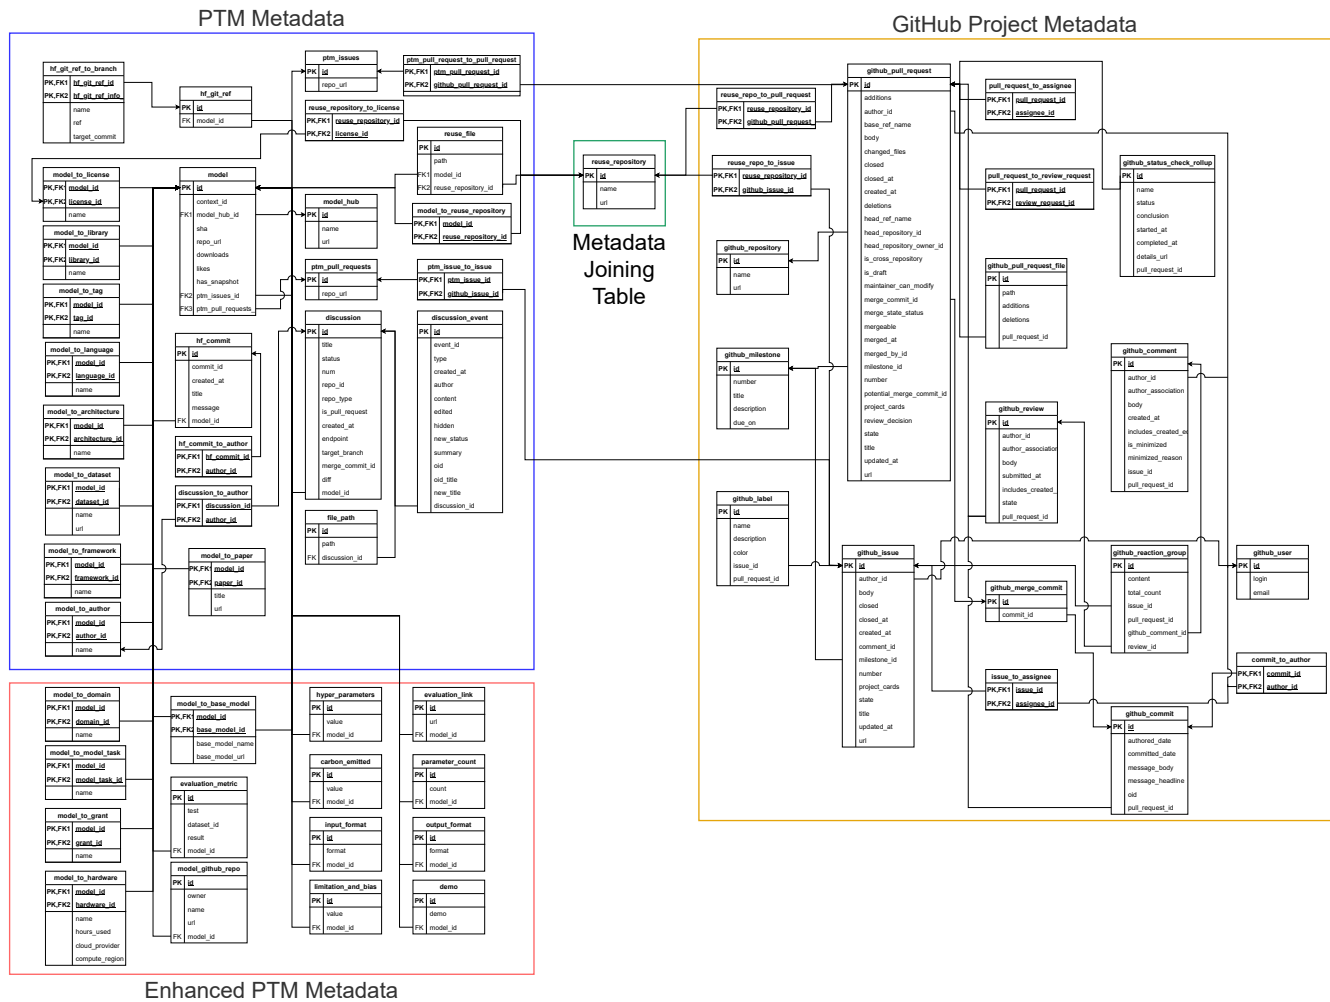 PTM Metadata
hf_git_ref_to_branch
PK,FK1 hf_git_ref_id
PK,FK2 hf_git_ref_info_
name
ref
target_commit
hf_git_ref
PK id
FK model_id
ptm_issues
PK id
repo_url
ptm_pull_request_to_pull_request
PK,FK1 ptm_pull_request_id
PK,FK2 github_pull_request_id
reuse_repository_to_license
PK,FK1 reuse_repository_id
PK,FK2 license_id
reuse_file
PK id
path
FK1 model_id
FK2 reuse_repository_id
model_to_license
PK,FK1 model_id
PK,FK2 license_id
name
model
PK id
context_id
FK1 model_hub_id
sha
repo_url
downloads
likes
has_snapshot
FK2 ptm_issues_id
FK3 ptm_pull_requests_
model_hub
PK id
name
url
model_to_reuse_repository
PK,FK1 model_id
PK,FK2 reuse_repository_id
model_to_library
PK,FK1 model_id
PK,FK2 library_id
name
ptm_pull_requests
PK id
repo_url
ptm_issue_to_issue
PK,FK1 ptm_issue_id
PK,FK2 github_issue_id
model_to_tag
PK,FK1 model_id
PK,FK2 tag_id
name
discussion
PK id
title
status
num
repo_id
repo_type
is_pull_request
created_at
endpoint
target_branch
merge_commit_id
diff
model_id
discussion_event
PK id
event_id
type
created_at
author
content
edited
hidden
new_status
summary
oid
oid_title
new_title
discussion_id
hf_commit
PK id
commit_id
created_at
title
message
FK model_id
model_to_language
PK,FK1 model_id
PK,FK2 language_id
name
model_to_architecture
PK,FK1 model_id
PK,FK2 architecture_id
name
hf_commit_to_author
PK,FK1 hf_commit_id
PK,FK2 author_id
model_to_dataset
PK,FK1 model_id
PK,FK2 dataset_id
name
url
discussion_to_author
PK,FK1 discussion_id
PK,FK2 author_id
file_path
PK id
path
FK discussion_id
model_to_framework
PK,FK1 model_id
PK,FK2 framework_id
name
model_to_paper
PK,FK1 model_id
PK,FK2 paper_id
title
url
model_to_author
PK,FK1 model_id
PK,FK2 author_id
name
reuse_repository
PK id
name
url
Metadada
Joining
Table
GitHub Project Metadata
reuse_repo_to_pull_request
PK,FK1 reuse_repository_id
PK,FK2 github_pull_request
reuse_repo_to_issue
PK,FK1 reuse_repository_id
PK,FK2 github_issue_id
github_repository
PK id
name
url
github_milestone
PK id
number
title
description
due_on
github_label
PK id
name
description
color
issue_id
pull_request_id
github_pull_request
PK id
additions
author_id
base_ref_name
body
changed_files
closed
closed_at
created_at
deletions
head_ref_name
head_repository_id
head_repository_owner_id
is_cross_repository
is_draft
maintainer_can_modify
merge_commit_id
merge_state_status
mergeable
merged_at
merged_by_id
milestone_id
number
potential_merge_commit_id
project_cards
review_decision
state
title
updated_at
url
github_issue
PK id
author_id
body
closed
closed_at
created_at
comment_id
milestone_id
number
project_cards
state
title
updated_at
url
pull_request_to_assignee
PK,FK1 pull_request_id
PK,FK2 assignee_id
pull_request_to_review_request
PK,FK1 pull_request_id
PK,FK2 review_request_id
github_status_check_rollup
PK id
name
status
conclusion
started_at
completed_at
details_url
pull_request_id
github_pull_request_file
PK id
path
additions
deletions
pull_request_id
github_comment
PK id
author_id
author_association
body
created_at
includes_created_ed
is_minimized
minimized_reason
issue_id
pull_request_id
github_review
PK id
author_id
author_association
body
submitted_at
includes_created_
state
pull_request_id
github_reaction_group
PK id
content
total_count
issue_id
pull_request_id
github_comment_id
review_id
github_user
PK id
login
email
github_merge_commit
PK id
commit_id
issue_to_assignee
PK,FK1 issue_id
PK,FK2 assignee_id
commit_to_author
PK,FK1 commit_id
PK,FK2 author_id
github_commit
PK id
authored_date
committed_date
message_body
message_headline
oid
pull_request_id
model_to_domain
PK,FK1 model_id
PK,FK2 domain_id
name
model_to_base_model
PK,FK1 model_id
PK,FK2 base_model_id
base_model_name
base_model_url
hyper_parameters
PK id
value
FK model_id
evaluation_link
PK id
url
FK model_id
model_to_model_task
PK,FK1 model_id
PK,FK2 model_task_id
name
evaluation_metric
PK id
test
dataset_id
result
FK model_id
carbon_emitted
PK id
value
FK model_id
parameter_count
PK id
count
FK model_id
model_to_grant
PK,FK1 model_id
PK,FK2 grant_id
name
input_format
PK id
format
FK model_id
output_format
PK id
format
FK model_id
model_to_hardware
PK,FK1 model_id
PK,FK2 hardware_id
name
hours_used
cloud_provider
compute_region
model_github_repo
PK id
owner
name
url
FK model_id
limitation_and_bias
PK id
value
FK model_id
demo
PK id
demo
FK model_id
Enhanced PTM Metadata